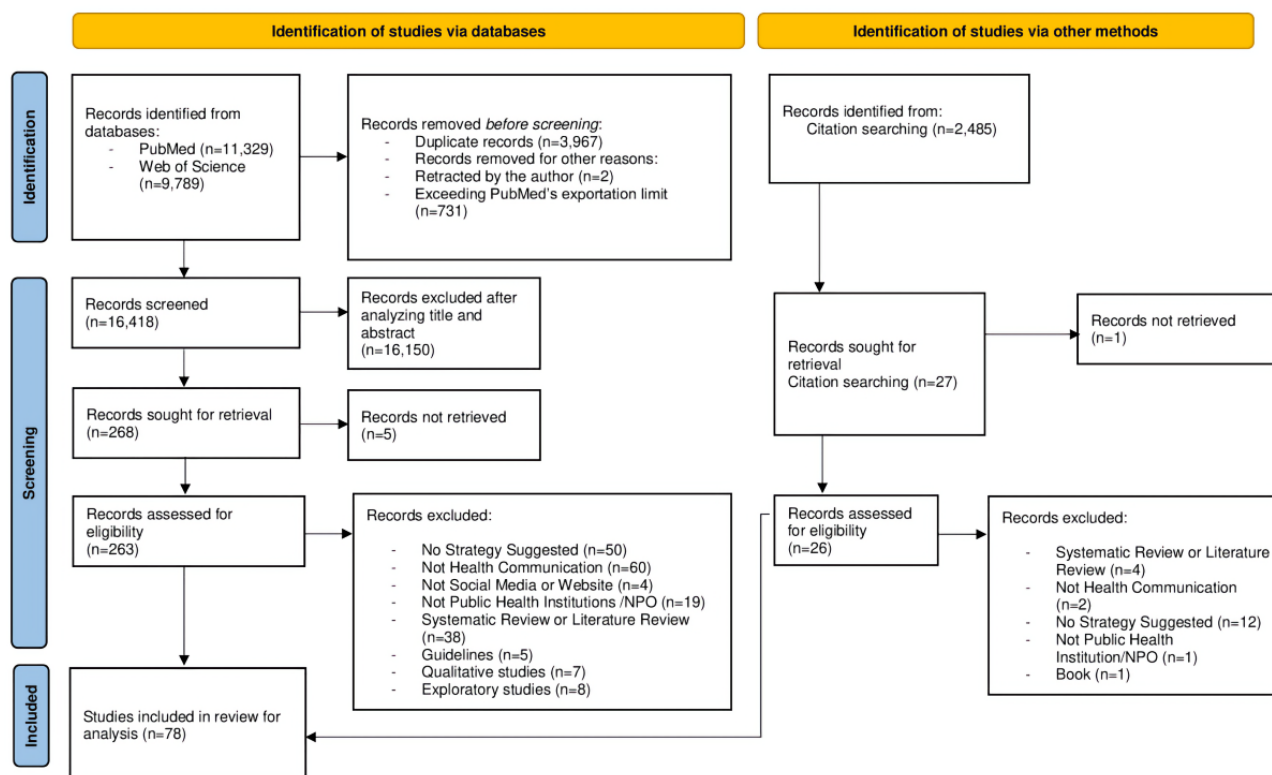 Identification of studies via databases
Identification of studies via other methods
Identification
Records identified from
databases:
- PubMed (n=11,329)
- Web of Science
(n=9,789)
Records removed before screening:
- Duplicate records (n=3,967)
- Records removed for other reasons:
- Retracted by the author (n=2)
- Exceeding PubMed's exportation limit
(n=731)
Records identified from:
Citation searching (n=2,485)
Screening
Records screened
(n=16,418)
Records excluded after
analyzing title and
abstract
(n=16,150)
Records sought for retrieval
(n=268)
Records not retrieved
(n=5)
Records sought for
retrieval
Citation searching (n=27)
Records not retrieved
(n=1)
Records assessed for
eligibility
(n=263)
Records excluded:
- No Strategy Suggested (n=50)
- Not Health Communication (n=60)
- Not Social Media or Website (n=4)
- Not Public Health Institutions /NPO (n=19)
- Systematic Review or Literature Review
(n=38)
- Guidelines (n=5)
- Qualitative studies (n=7)
- Exploratory studies (n=8)
Records assessed
for eligibility
(n=26)
Records excluded:
- Systematic Review or Literature
Review (n=4)
- Not Health Communication
(n=2)
- No Strategy Suggested (n=12)
- Not Public Health
Institution/NPO (n=1)
- Book (n=1)
Included
Studies included in review for
analysis (n=78)